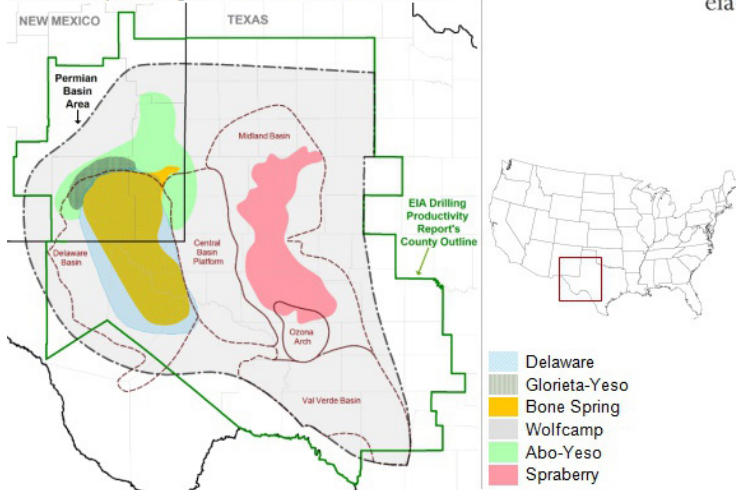 NEW MEXICO
TEXAS
eia
Permian
Basin
Area
Midland Basin
EIA Drilling
Productivity
Report's
County Outline
Delaware
Basin
Central
Basin
Platform
Ozona
Arch
Val Verde Basin
Delaware
Glorieta-Yeso
Bone Spring
Wolfcamp
Abo-Yeso
Spraberry